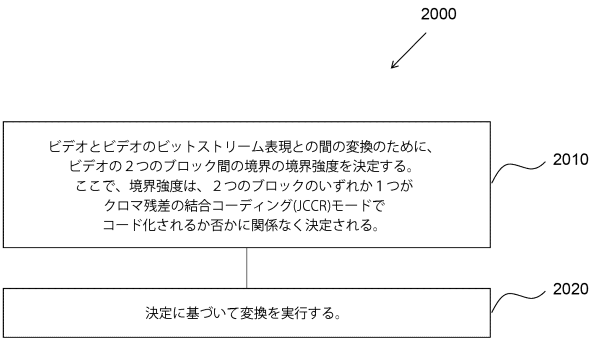 2000
ビデオとビデオのビットストリーム表現との間の変換のために、
ビデオの２つのブロック間の境界の境界強度を決定する。
ここで、境界強度は、２つのブロックのいずれか１つが
クロマ残差の結合コーディング(JCCR)モードで
コード化されるか否かに関係なく決定される。
2010
決定に基づいて変換を実行する。
2020